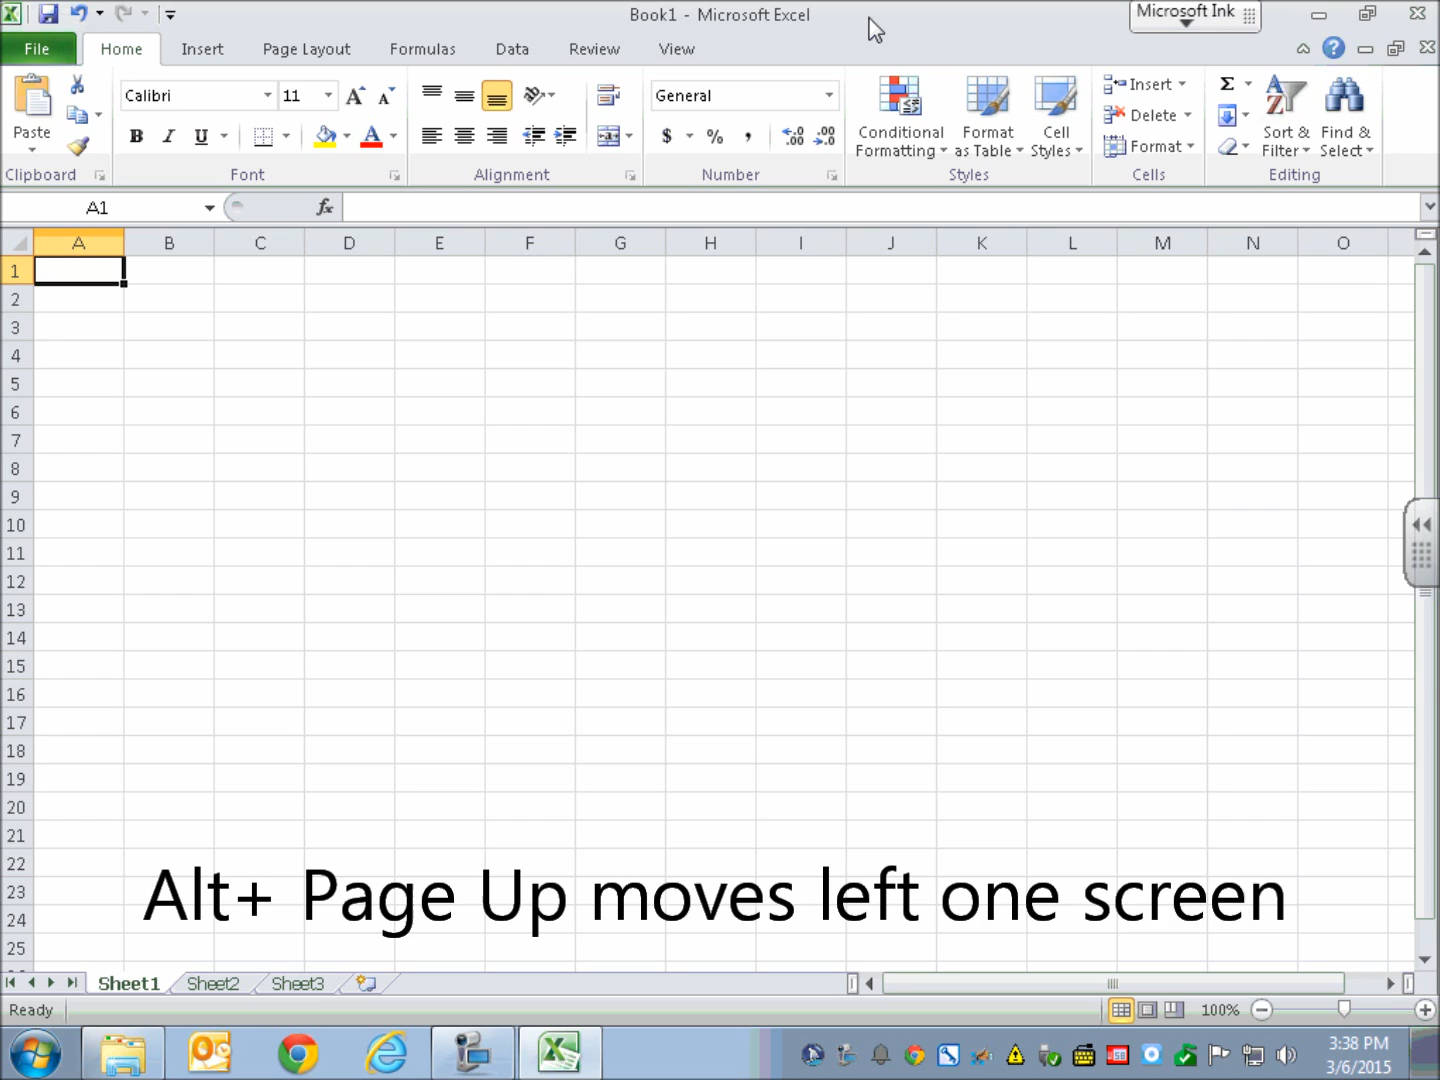 Book1 - Microsoft Excel
Microsoft Ink
File Home Insert Page Layout Formulas Data Review View
Paste
Clipboard
Calibri 11
B I U A
Font
Alignment
General
$ % , .00 .00
Number
Conditional Formatting
Format as Table
Cell Styles
Styles
Insert
Delete
Format
Cells
Σ
Sort & Filter
Find & Select
Editing
A1 fx
A B C D E F G H I J K L M N O
1
2
3
4
5
6
7
8
9
10
11
12
13
14
15
16
17
18
19
20
21
22
23
24
25
Alt+ Page Up moves left one screen
Sheet1 Sheet2 Sheet3
Ready 100%
3:38 PM
3/6/2015